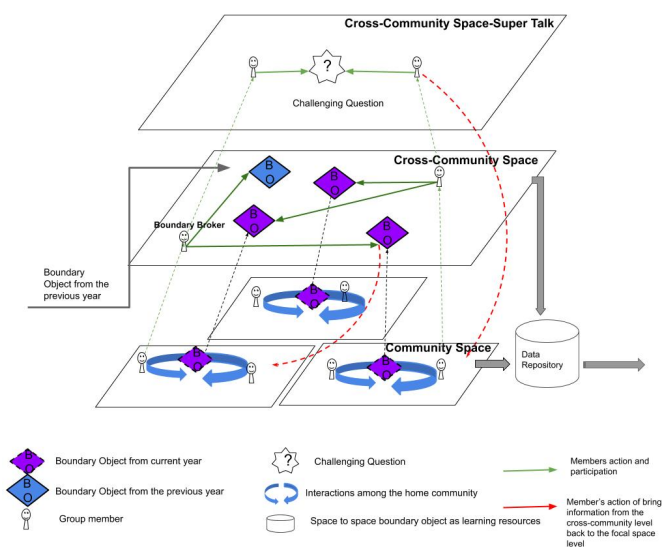 Cross-Community Space-Super Talk
?
Challenging Question
Cross-Community Space
B
O
B
O
B
O
B
O
Boundary Broker
Boundary
Object from the
previous year
B
O
B
O
B
O
Community Space
Data
Repository
B
O
Boundary Object from current year
B
O
Boundary Object from the previous year
Group member
?
Challenging Question
Interactions among the home community
Space to space boundary object as learning resources
Members action and
participation
Member's action of bring
information from the
cross-community level
back to the focal space
level